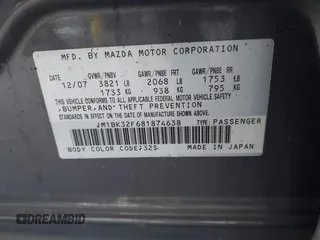 MFD. BY MAZDA MOTOR CORPORATION
GVWR/PNBV GAWR/PNBE FRT GAWR/PNBE RR
12/07 3821 LB 2068 LB 1753 LB
1733 KG 938 KG 795 KG
THIS VEHICLE CONFORMS TO ALL APPLICABLE
FEDERAL MOTOR VEHICLE SAFETY,
BUMPER, AND THEFT PREVENTION
STANDARDS IN EFFECT ON THE DATE OF
MANUFACTURE SHOWN ABOVE.
JM1BK32F681874638 TYPE: PASSENGER
BODY COLOR CODE: 32S MADE IN JAPAN
DREAMBID